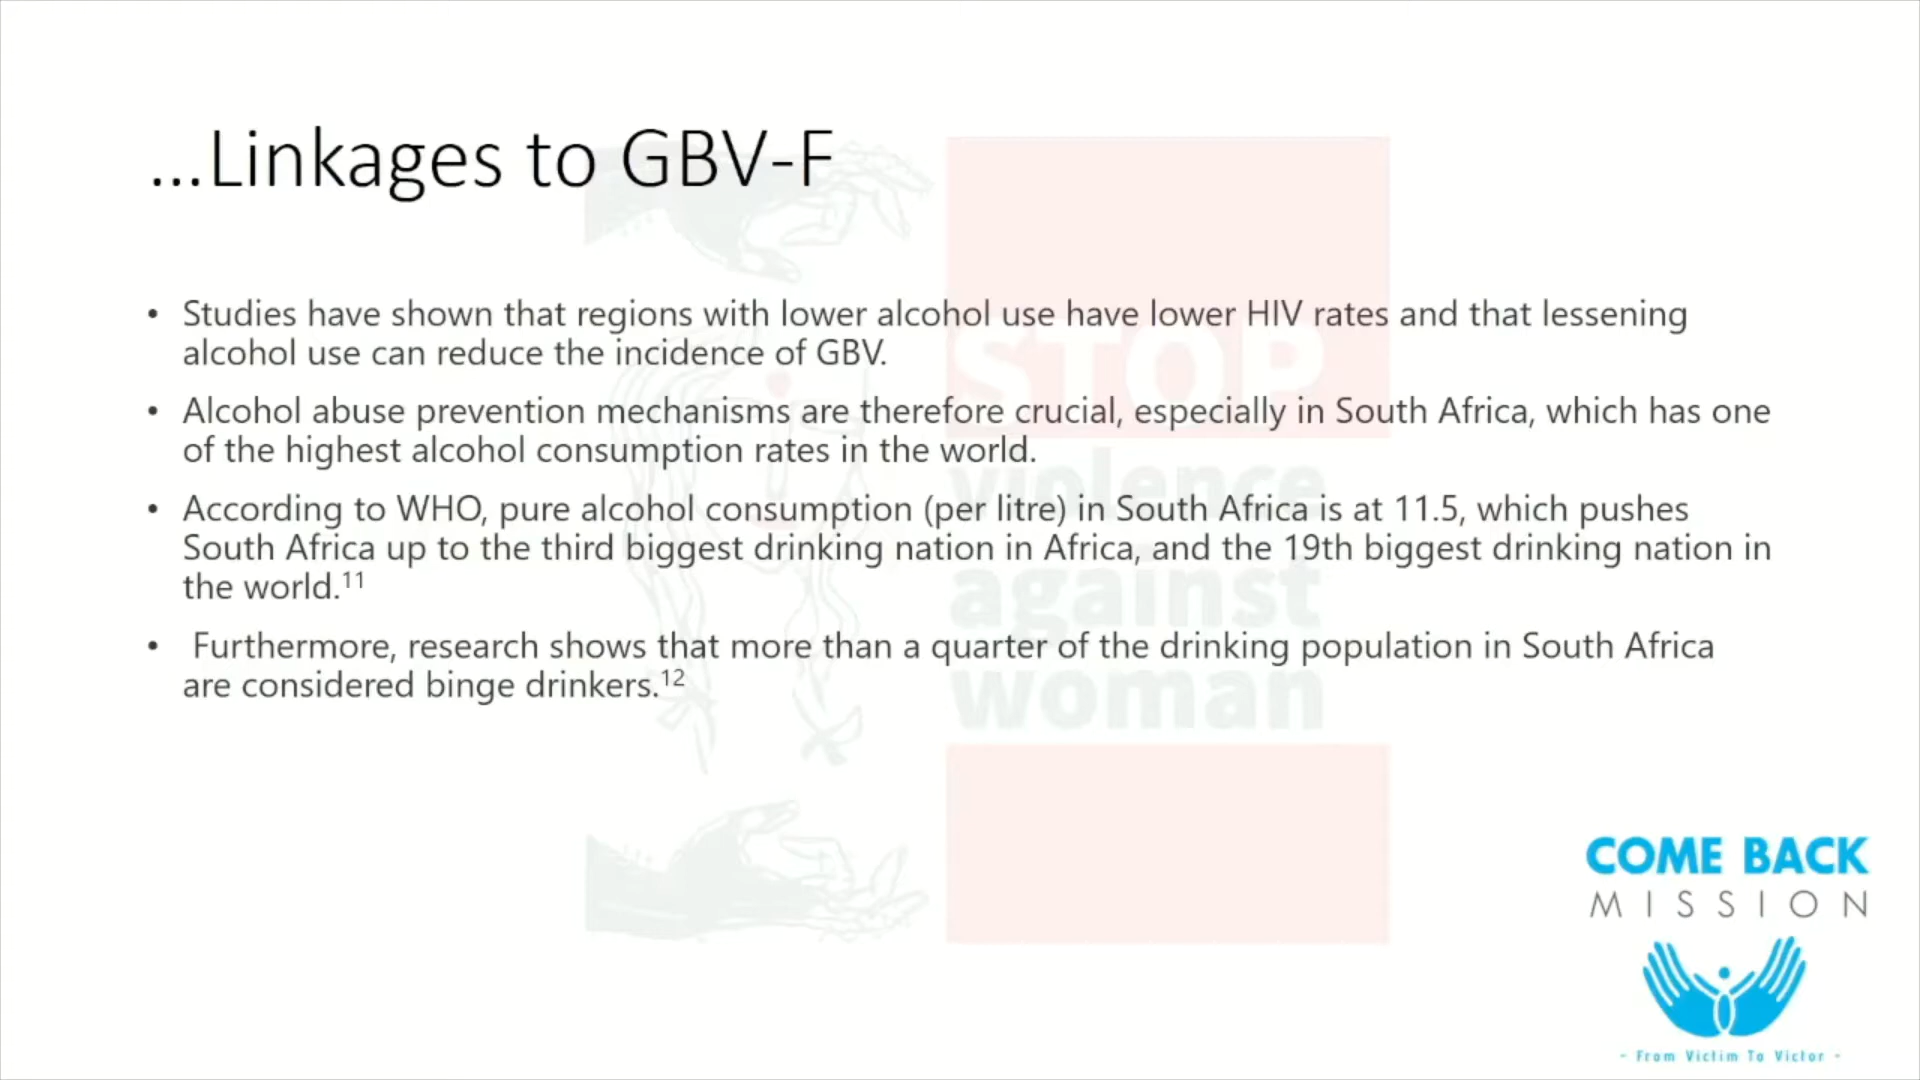 ...Linkages to GBV-F
• Studies have shown that regions with lower alcohol use have lower HIV rates and that lessening
alcohol use can reduce the incidence of GBV.
• Alcohol abuse prevention mechanisms are therefore crucial, especially in South Africa, which has one
of the highest alcohol consumption rates in the world.
• According to WHO, pure alcohol consumption (per litre) in South Africa is at 11.5, which pushes
South Africa up to the third biggest drinking nation in Africa, and the 19th biggest drinking nation in
the world.¹¹
• Furthermore, research shows that more than a quarter of the drinking population in South Africa
are considered binge drinkers.¹²
STOP
violence
against
woman
COME BACK
MISSION
- From Victim To Victor -